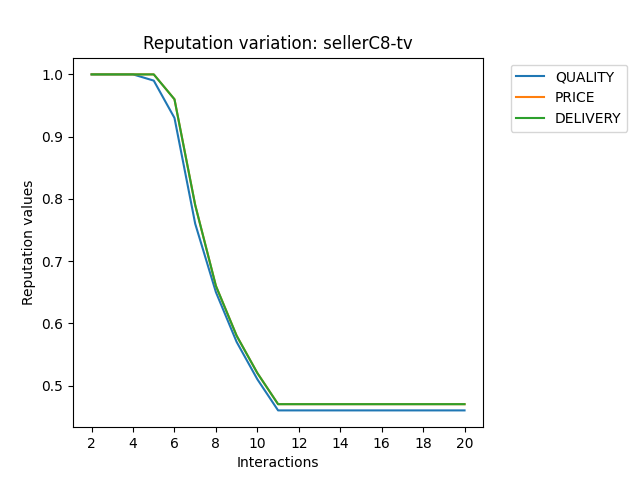 Reputation variation: sellerC8-tv
QUALITY
PRICE
DELIVERY
1.0
0.9
0.8
0.7
0.6
0.5
Reputation values
2 4 6 8 10 12 14 16 18 20
Interactions